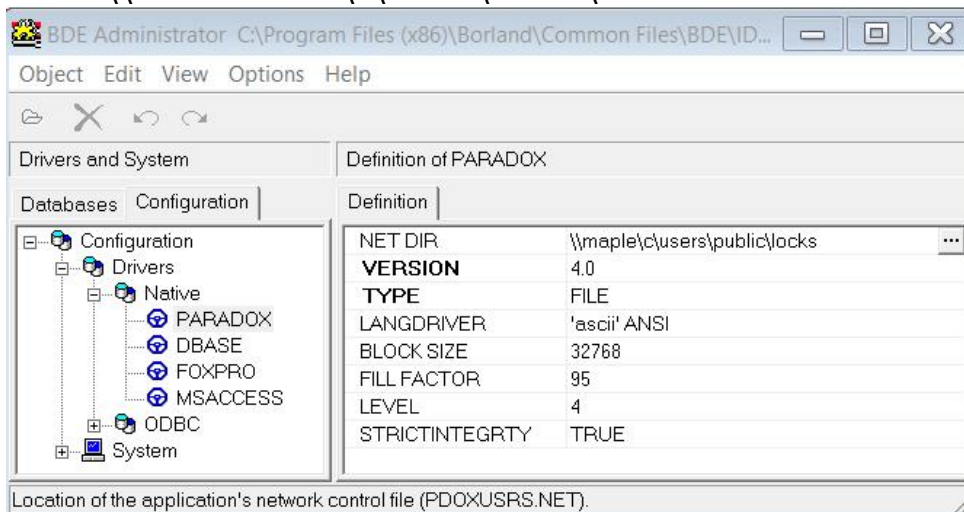 BDE Administrator C:\Program Files (x86)\Borland\Common Files\BDE\ID...
Object Edit View Options Help
Drivers and System
Definition of PARADOX
Databases Configuration
Definition
Configuration
Drivers
Native
PARADOX
DBASE
FOXPRO
MSACCESS
ODBC
System
NET DIR \\maple\c\users\public\locks ...
VERSION 4.0
TYPE FILE
LANGDRIVER 'ascii' ANSI
BLOCK SIZE 32768
FILL FACTOR 95
LEVEL 4
STRICTINTEGRTY TRUE
Location of the application's network control file (PDOXUSRS.NET).